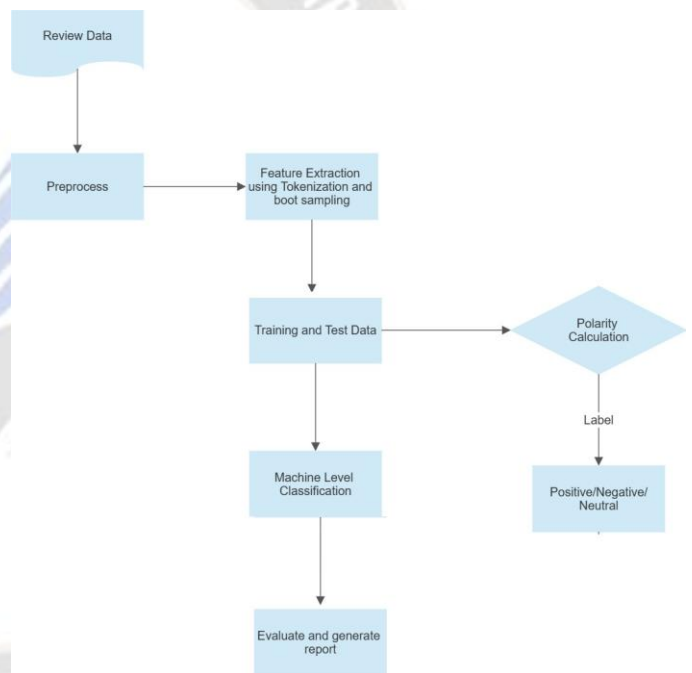 Review Data
Preprocess
Feature Extraction
using Tokenization and
boot sampling
Training and Test Data
Polarity
Calculation
Label
Machine Level
Classification
Positive/Negative/
Neutral
Evaluate and generate
report